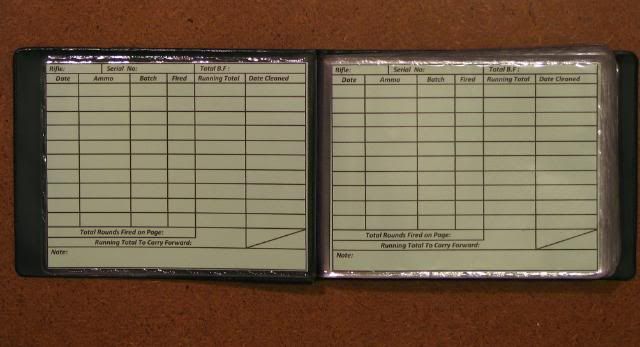 Rifle: Serial No: Total B.F :
Date Ammo Batch Fired Running Total Date Cleaned
Total Rounds Fired on Page:
Running Total To Carry Forward:
Note:
Rifle: Serial No: Total B.F :
Date Ammo Batch Fired Running Total Date Cleaned
Total Rounds Fired on Page:
Running Total To Carry Forward:
Note: